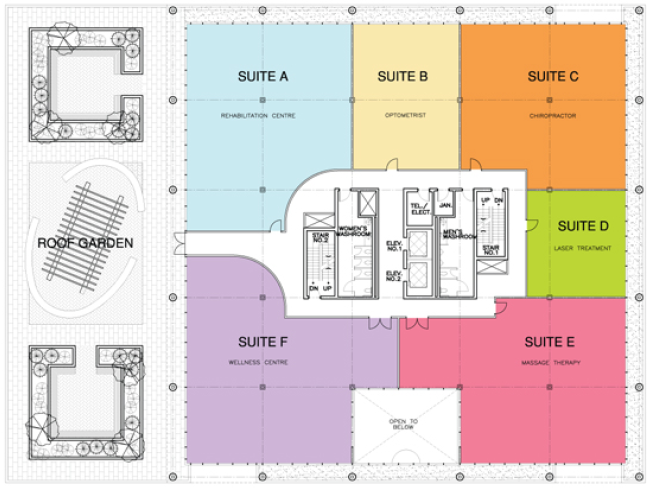 SUITE A
REHABILITATION CENTRE
SUITE B
OPTOMETRIST
SUITE C
CHIROPRACTOR
ROOF GARDEN
STAIR
NO.2
DN UP
WOMEN'S
WASHROOM
TEL./
ELECT.
JAN.
ELEV.
NO.1
ELEV.
NO.2
MEN'S
WASHROOM
UP DN
STAIR
NO.1
SUITE D
LASER TREATMENT
SUITE F
WELLNESS CENTRE
SUITE E
MASSAGE THERAPY
OPEN TO
BELOW